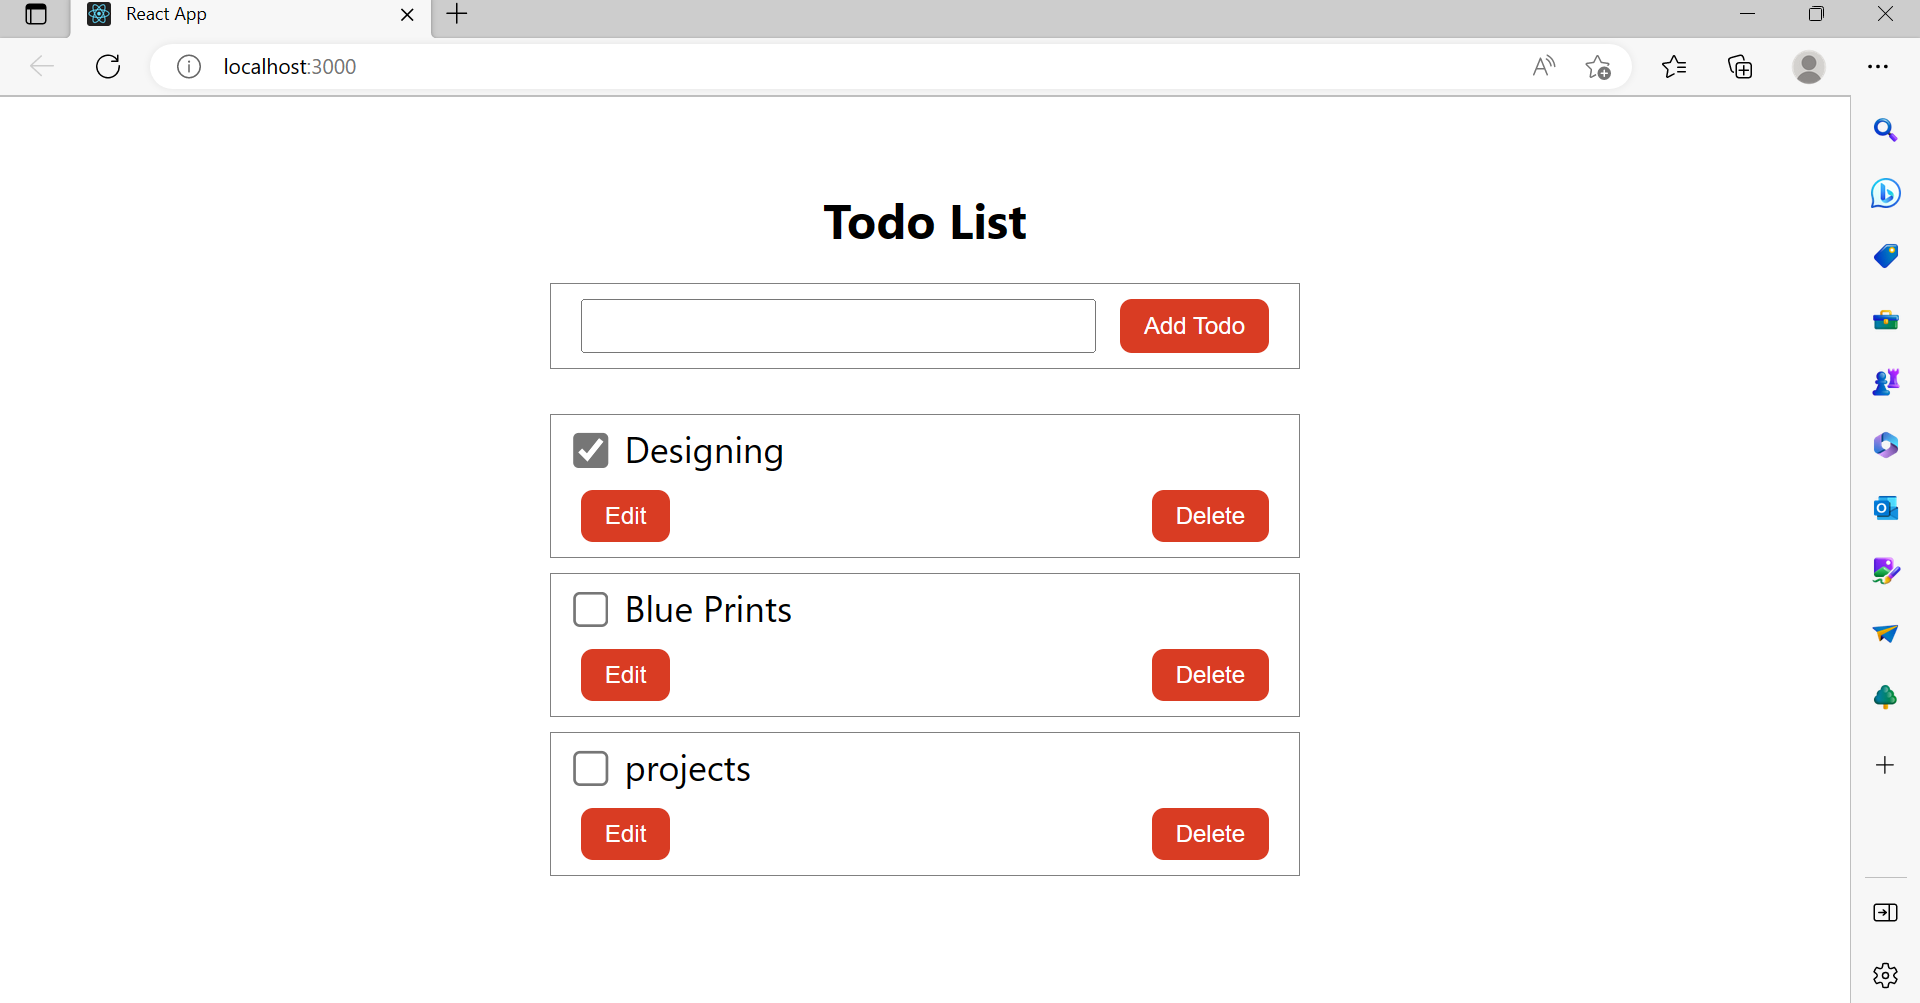 React App
localhost:3000
Todo List
Add Todo
Designing
Edit Delete
Blue Prints
Edit Delete
projects
Edit Delete